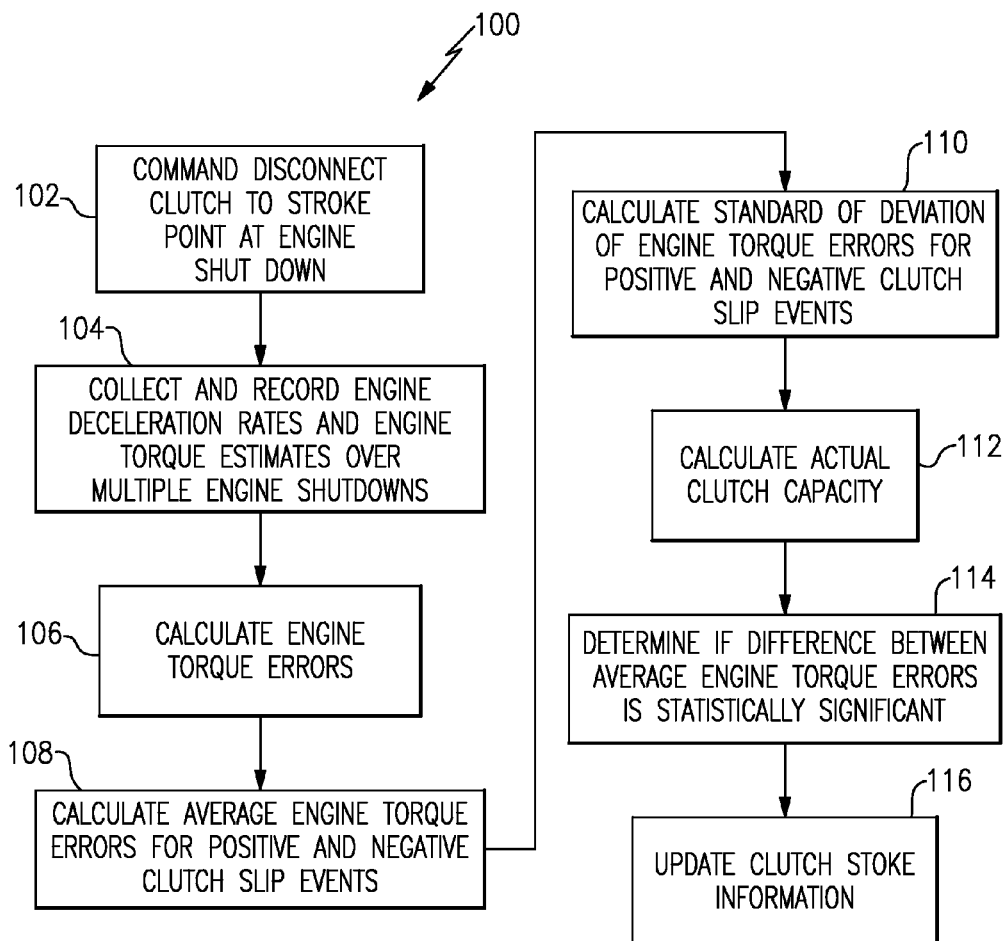 100
102
COMMAND DISCONNECT
CLUTCH TO STROKE
POINT AT ENGINE
SHUT DOWN
104
COLLECT AND RECORD ENGINE
DECELERATION RATES AND ENGINE
TORQUE ESTIMATES OVER
MULTIPLE ENGINE SHUTDOWNS
106
CALCULATE ENGINE
TORQUE ERRORS
108
CALCULATE AVERAGE ENGINE TORQUE
ERRORS FOR POSITIVE AND NEGATIVE
CLUTCH SLIP EVENTS
110
CALCULATE STANDARD OF DEVIATION
OF ENGINE TORQUE ERRORS FOR
POSITIVE AND NEGATIVE CLUTCH
SLIP EVENTS
112
CALCULATE ACTUAL
CLUTCH CAPACITY
114
DETERMINE IF DIFFERENCE BETWEEN
AVERAGE ENGINE TORQUE ERRORS
IS STATISTICALLY SIGNIFICANT
116
UPDATE CLUTCH STOKE
INFORMATION